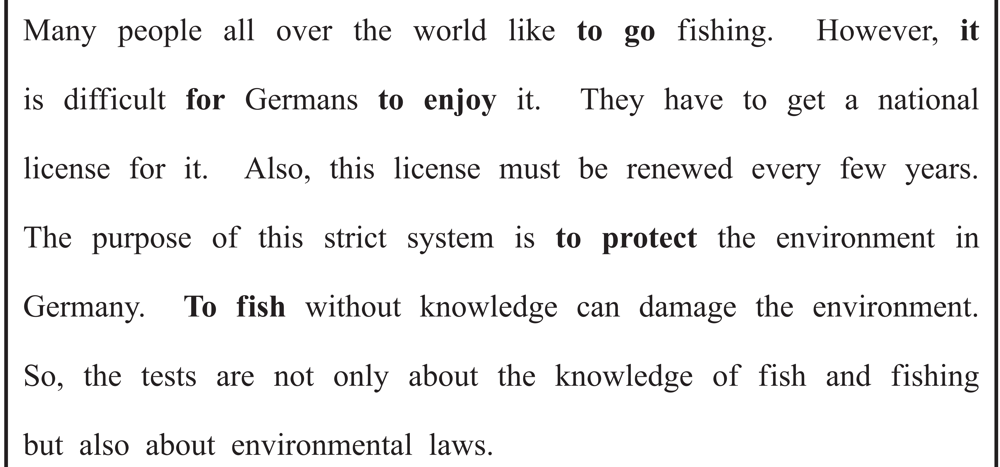 Many people all over the world like to go fishing. However, it
is difficult for Germans to enjoy it. They have to get a national
license for it. Also, this license must be renewed every few years.
The purpose of this strict system is to protect the environment in
Germany. To fish without knowledge can damage the environment.
So, the tests are not only about the knowledge of fish and fishing
but also about environmental laws.